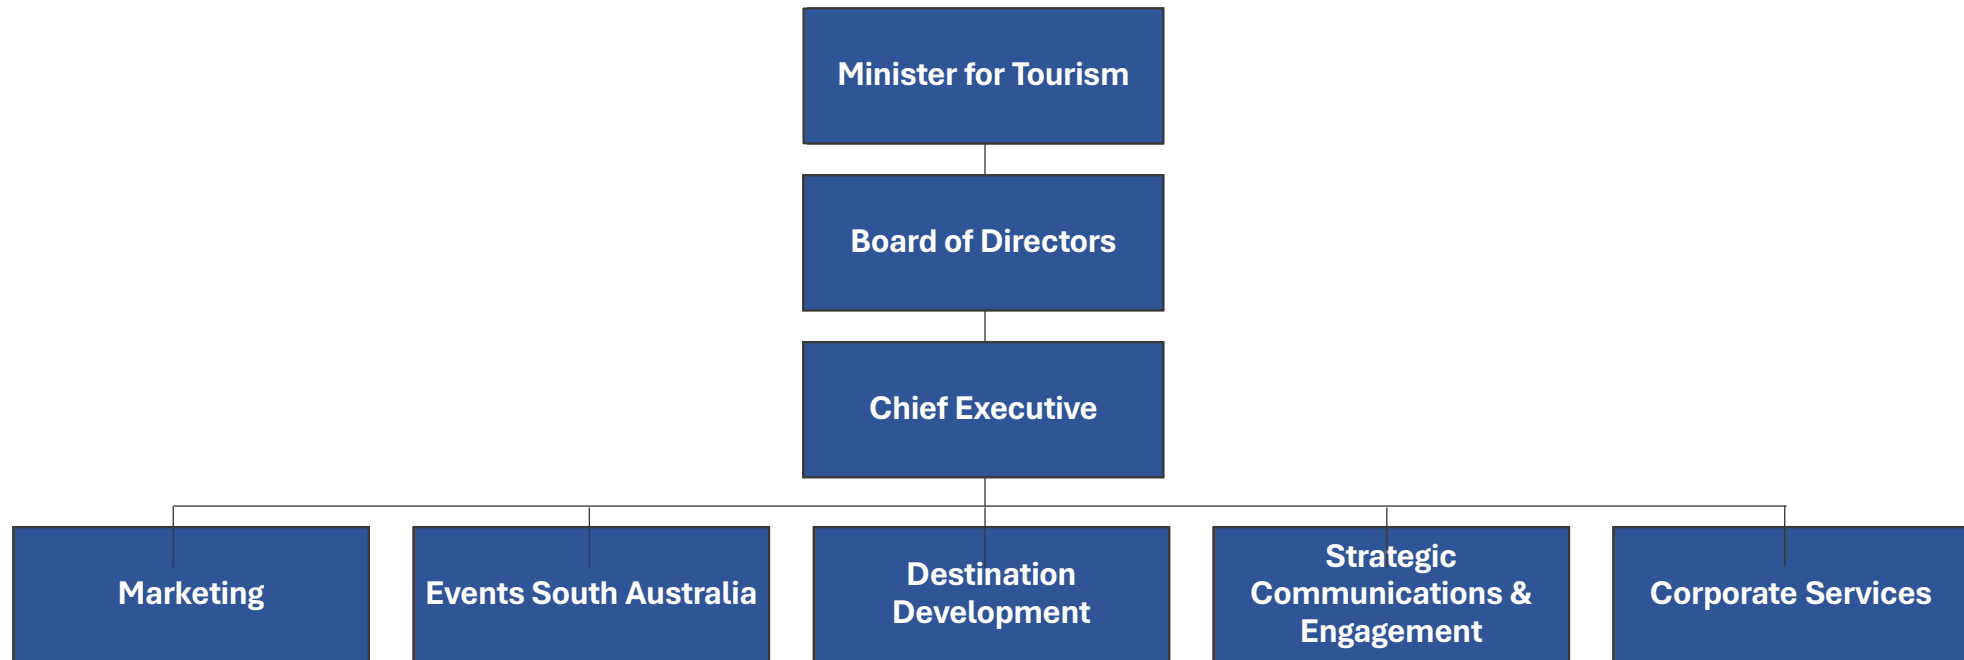 Minister for Tourism
Board of Directors
Chief Executive
Marketing
Events South Australia
Destination
Development
Strategic
Communications &
Engagement
Corporate Services